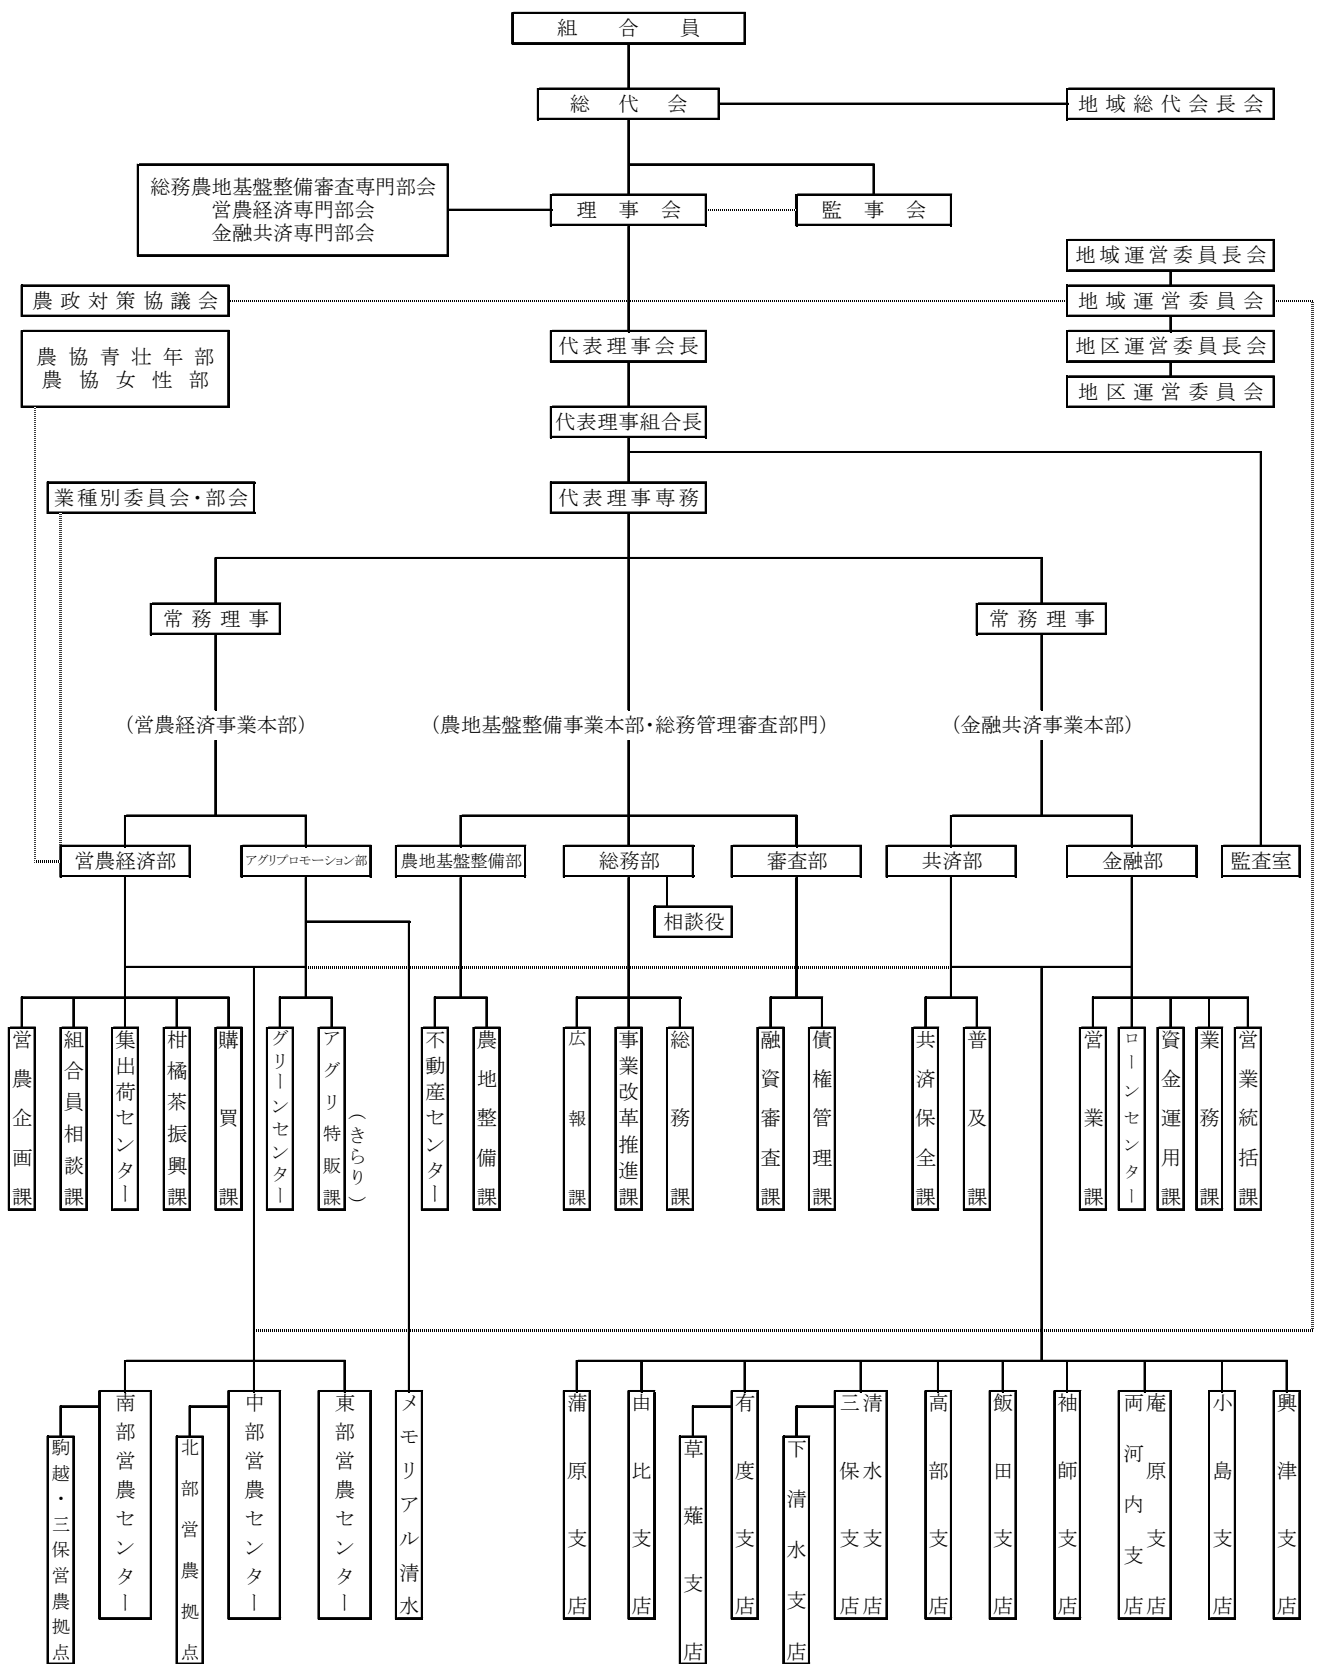 組合員
総代会
地域総代会長会
総務農地基盤整備審査専門部会
営農経済専門部会
金融共済専門部会
理事会
監事会
地域運営委員長会
農政対策協議会
地域運営委員会
農協青壮年部
農協女性部
代表理事会長
地区運営委員長会
地区運営委員会
代表理事組合長
業種別委員会・部会
代表理事専務
常務理事
常務理事
(営農経済事業本部)
(農地基盤整備事業本部・総務管理審査部門)
(金融共済事業本部)
営農経済部
アグリプロモーション部
農地基盤整備部
総務部
審査部
共済部
金融部
監査室
相談役
営農企画課
組合員相談課
集出荷センター
柑橘茶振興課
購買課
グリーンセンター
アグリ特販課
(きらり)
不動産センター
農地整備課
広報課
事業改革推進課
総務課
融資審査課
債権管理課
共済保全課
普及課
営業課
ローンセンター
資金運用課
業務課
営業統括課
駒越・三保営農拠点
南部営農センター
北部営農拠点
中部営農センター
東部営農センター
メモリアル清水
蒲原支店
由比支店
草薙支店
有度支店
下清水支店
三保支店
清水支店
高部支店
飯田支店
袖師支店
両河内支店
庵原支店
小島支店
興津支店